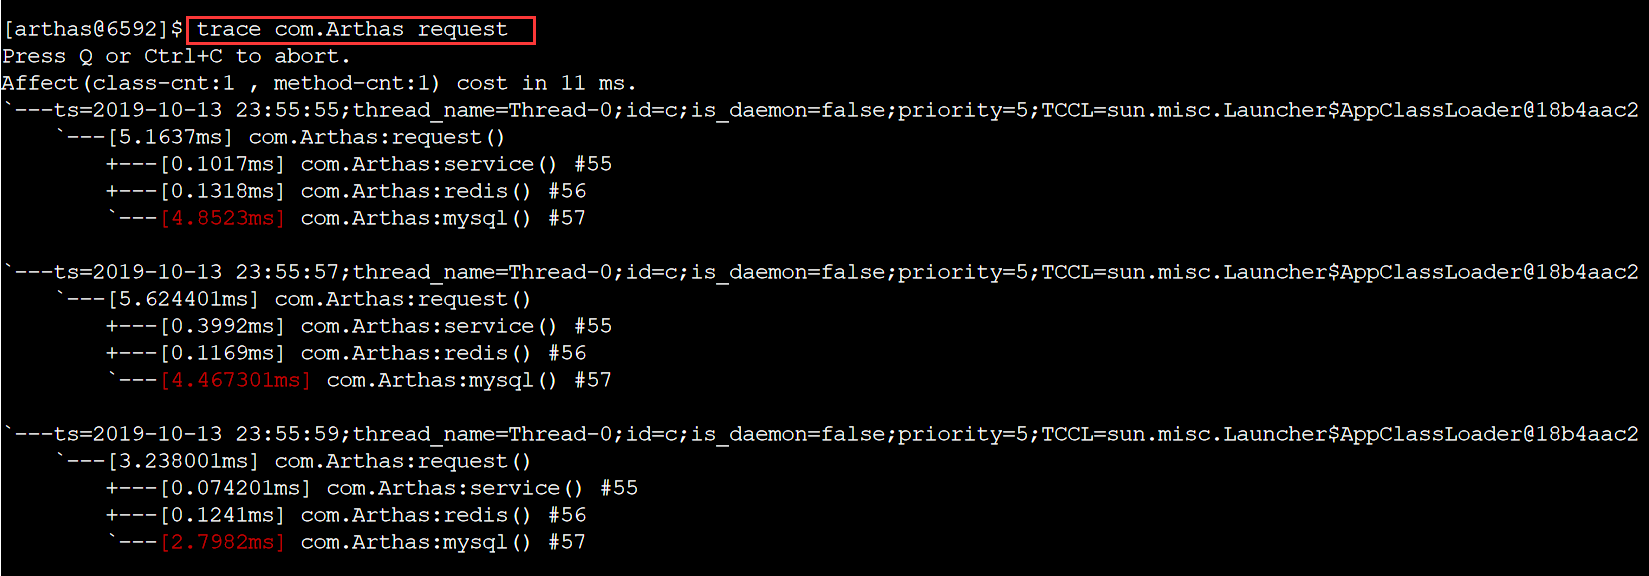 [arthas@6592]$ trace com.Arthas request
Press Q or Ctrl+C to abort.
Affect(class-cnt:1 , method-cnt:1) cost in 11 ms.
`---ts=2019-10-13 23:55:55;thread_name=Thread-0;id=c;is_daemon=false;priority=5;TCCL=sun.misc.Launcher$AppClassLoader@18b4aac2
    `---[5.1637ms] com.Arthas:request()
        +---[0.1017ms] com.Arthas:service() #55
        +---[0.1318ms] com.Arthas:redis() #56
        `---[4.8523ms] com.Arthas:mysql() #57
`---ts=2019-10-13 23:55:57;thread_name=Thread-0;id=c;is_daemon=false;priority=5;TCCL=sun.misc.Launcher$AppClassLoader@18b4aac2
    `---[5.624401ms] com.Arthas:request()
        +---[0.3992ms] com.Arthas:service() #55
        +---[0.1169ms] com.Arthas:redis() #56
        `---[4.467301ms] com.Arthas:mysql() #57
`---ts=2019-10-13 23:55:59;thread_name=Thread-0;id=c;is_daemon=false;priority=5;TCCL=sun.misc.Launcher$AppClassLoader@18b4aac2
    `---[3.238001ms] com.Arthas:request()
        +---[0.074201ms] com.Arthas:service() #55
        +---[0.1241ms] com.Arthas:redis() #56
        `---[2.7982ms] com.Arthas:mysql() #57